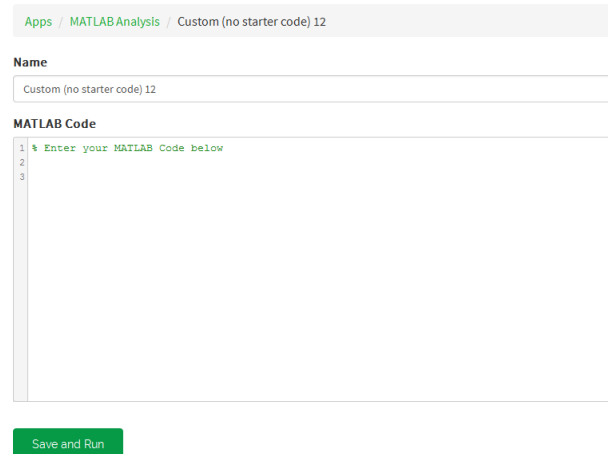 Apps / MATLAB Analysis / Custom (no starter code) 12
Name
Custom (no starter code) 12
MATLAB Code
1 % Enter your MATLAB Code below
2
3
Save and Run